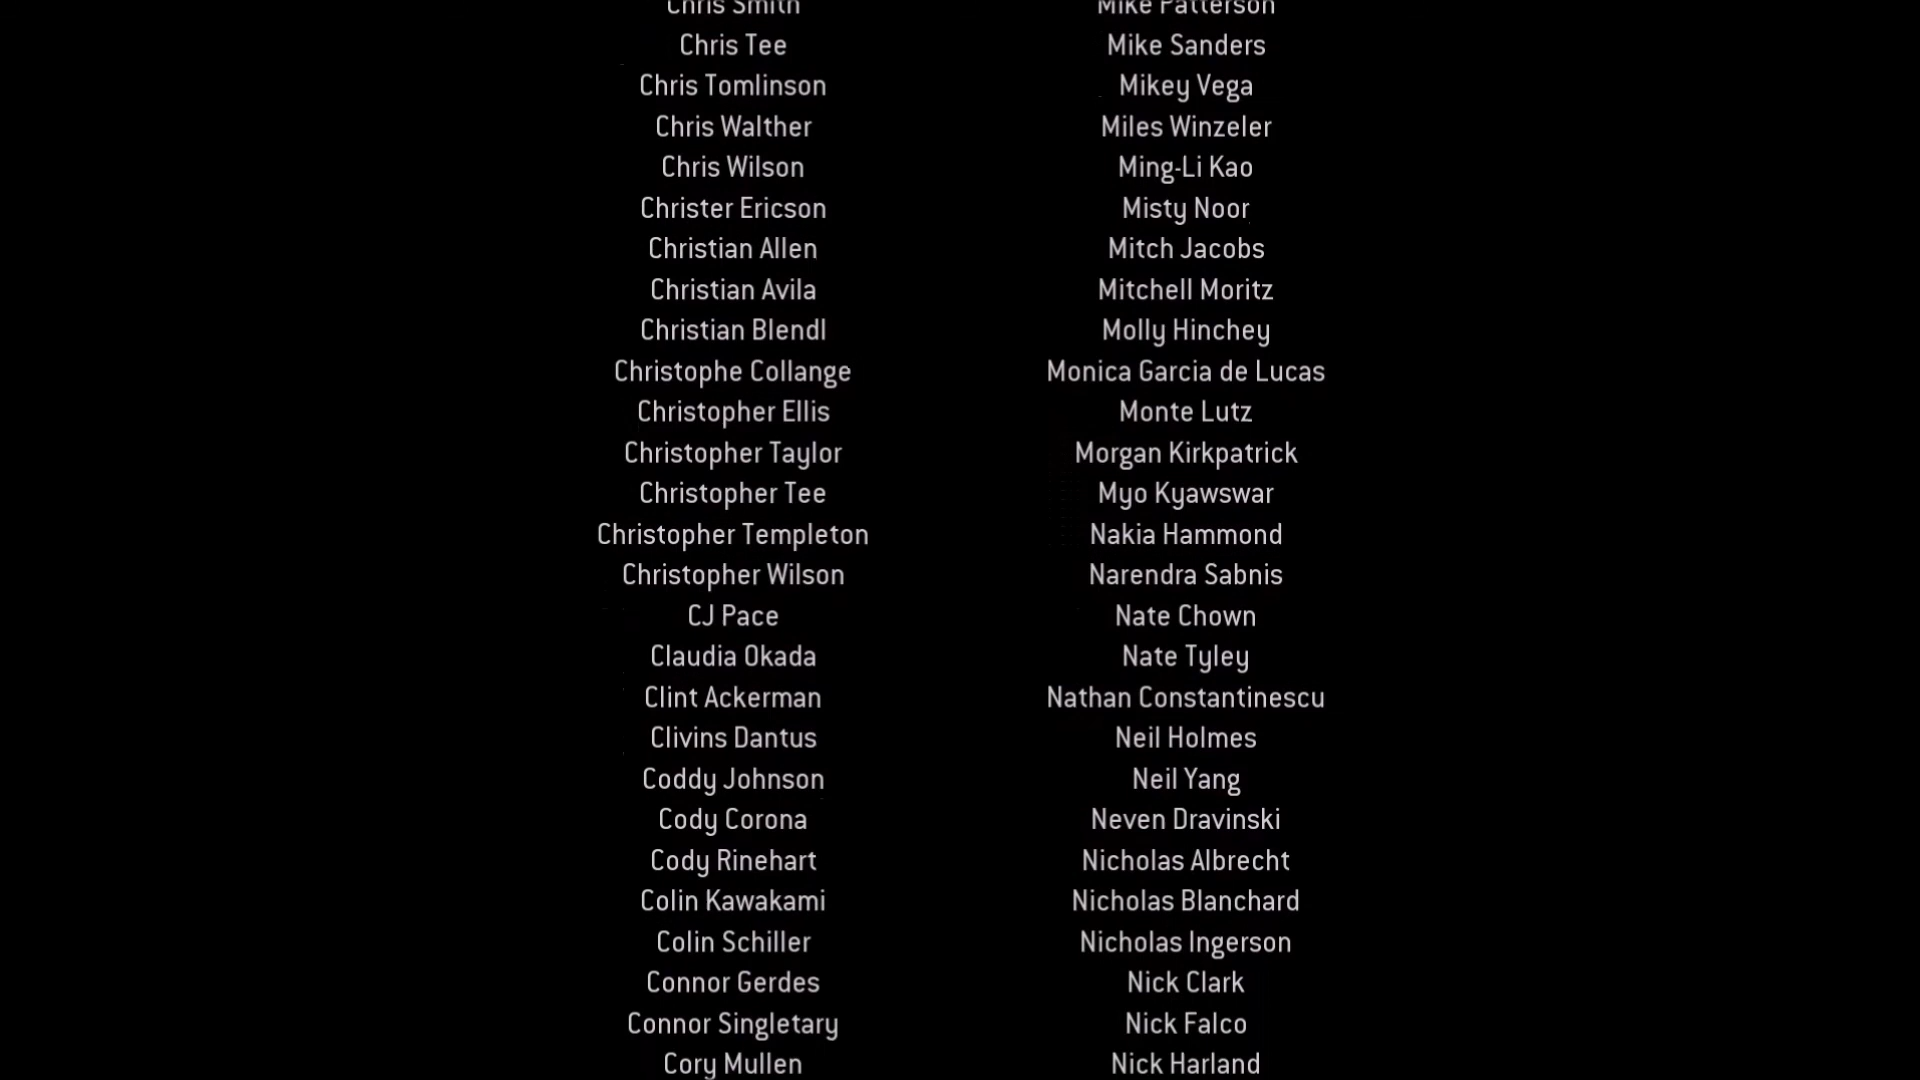 Chris Smith
Chris Tee
Chris Tomlinson
Chris Walther
Chris Wilson
Christer Ericson
Christian Allen
Christian Avila
Christian Blendl
Christophe Collange
Christopher Ellis
Christopher Taylor
Christopher Tee
Christopher Templeton
Christopher Wilson
CJ Pace
Claudia Okada
Clint Ackerman
Clivins Dantus
Coddy Johnson
Cody Corona
Cody Rinehart
Colin Kawakami
Colin Schiller
Connor Gerdes
Connor Singletary
Cory Mullen
Mike Patterson
Mike Sanders
Mikey Vega
Miles Winzeler
Ming-Li Kao
Misty Noor
Mitch Jacobs
Mitchell Moritz
Molly Hinchey
Monica Garcia de Lucas
Monte Lutz
Morgan Kirkpatrick
Myo Kyawswar
Nakia Hammond
Narendra Sabnis
Nate Chown
Nate Tyley
Nathan Constantinescu
Neil Holmes
Neil Yang
Neven Dravinski
Nicholas Albrecht
Nicholas Blanchard
Nicholas Ingerson
Nick Clark
Nick Falco
Nick Harland